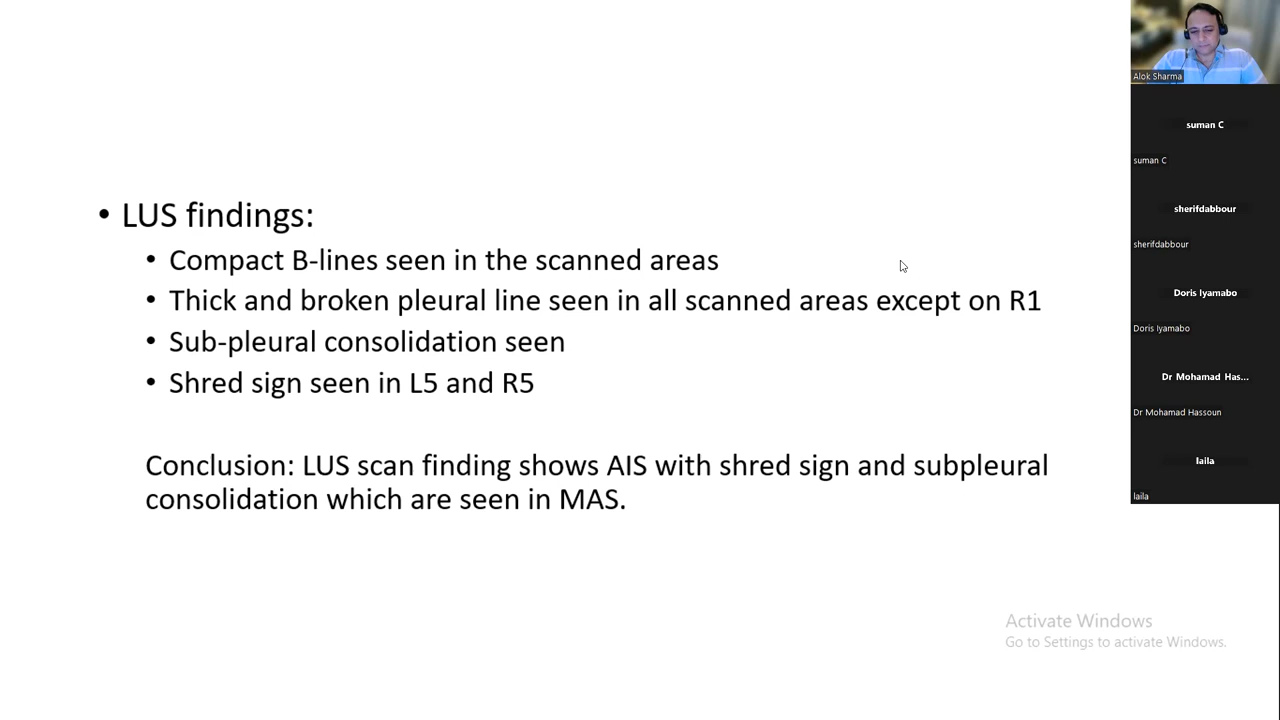 • LUS findings:
• Compact B-lines seen in the scanned areas
• Thick and broken pleural line seen in all scanned areas except on R1
• Sub-pleural consolidation seen
• Shred sign seen in L5 and R5
Conclusion: LUS scan finding shows AIS with shred sign and subpleural
consolidation which are seen in MAS.
Alok Sharma
suman C
suman C
sherifdabbour
sherifdabbour
Doris Iyamabo
Doris Iyamabo
Dr Mohamad Has...
Dr Mohamad Hassoun
laila
laila
Activate Windows
Go to Settings to activate Windows.